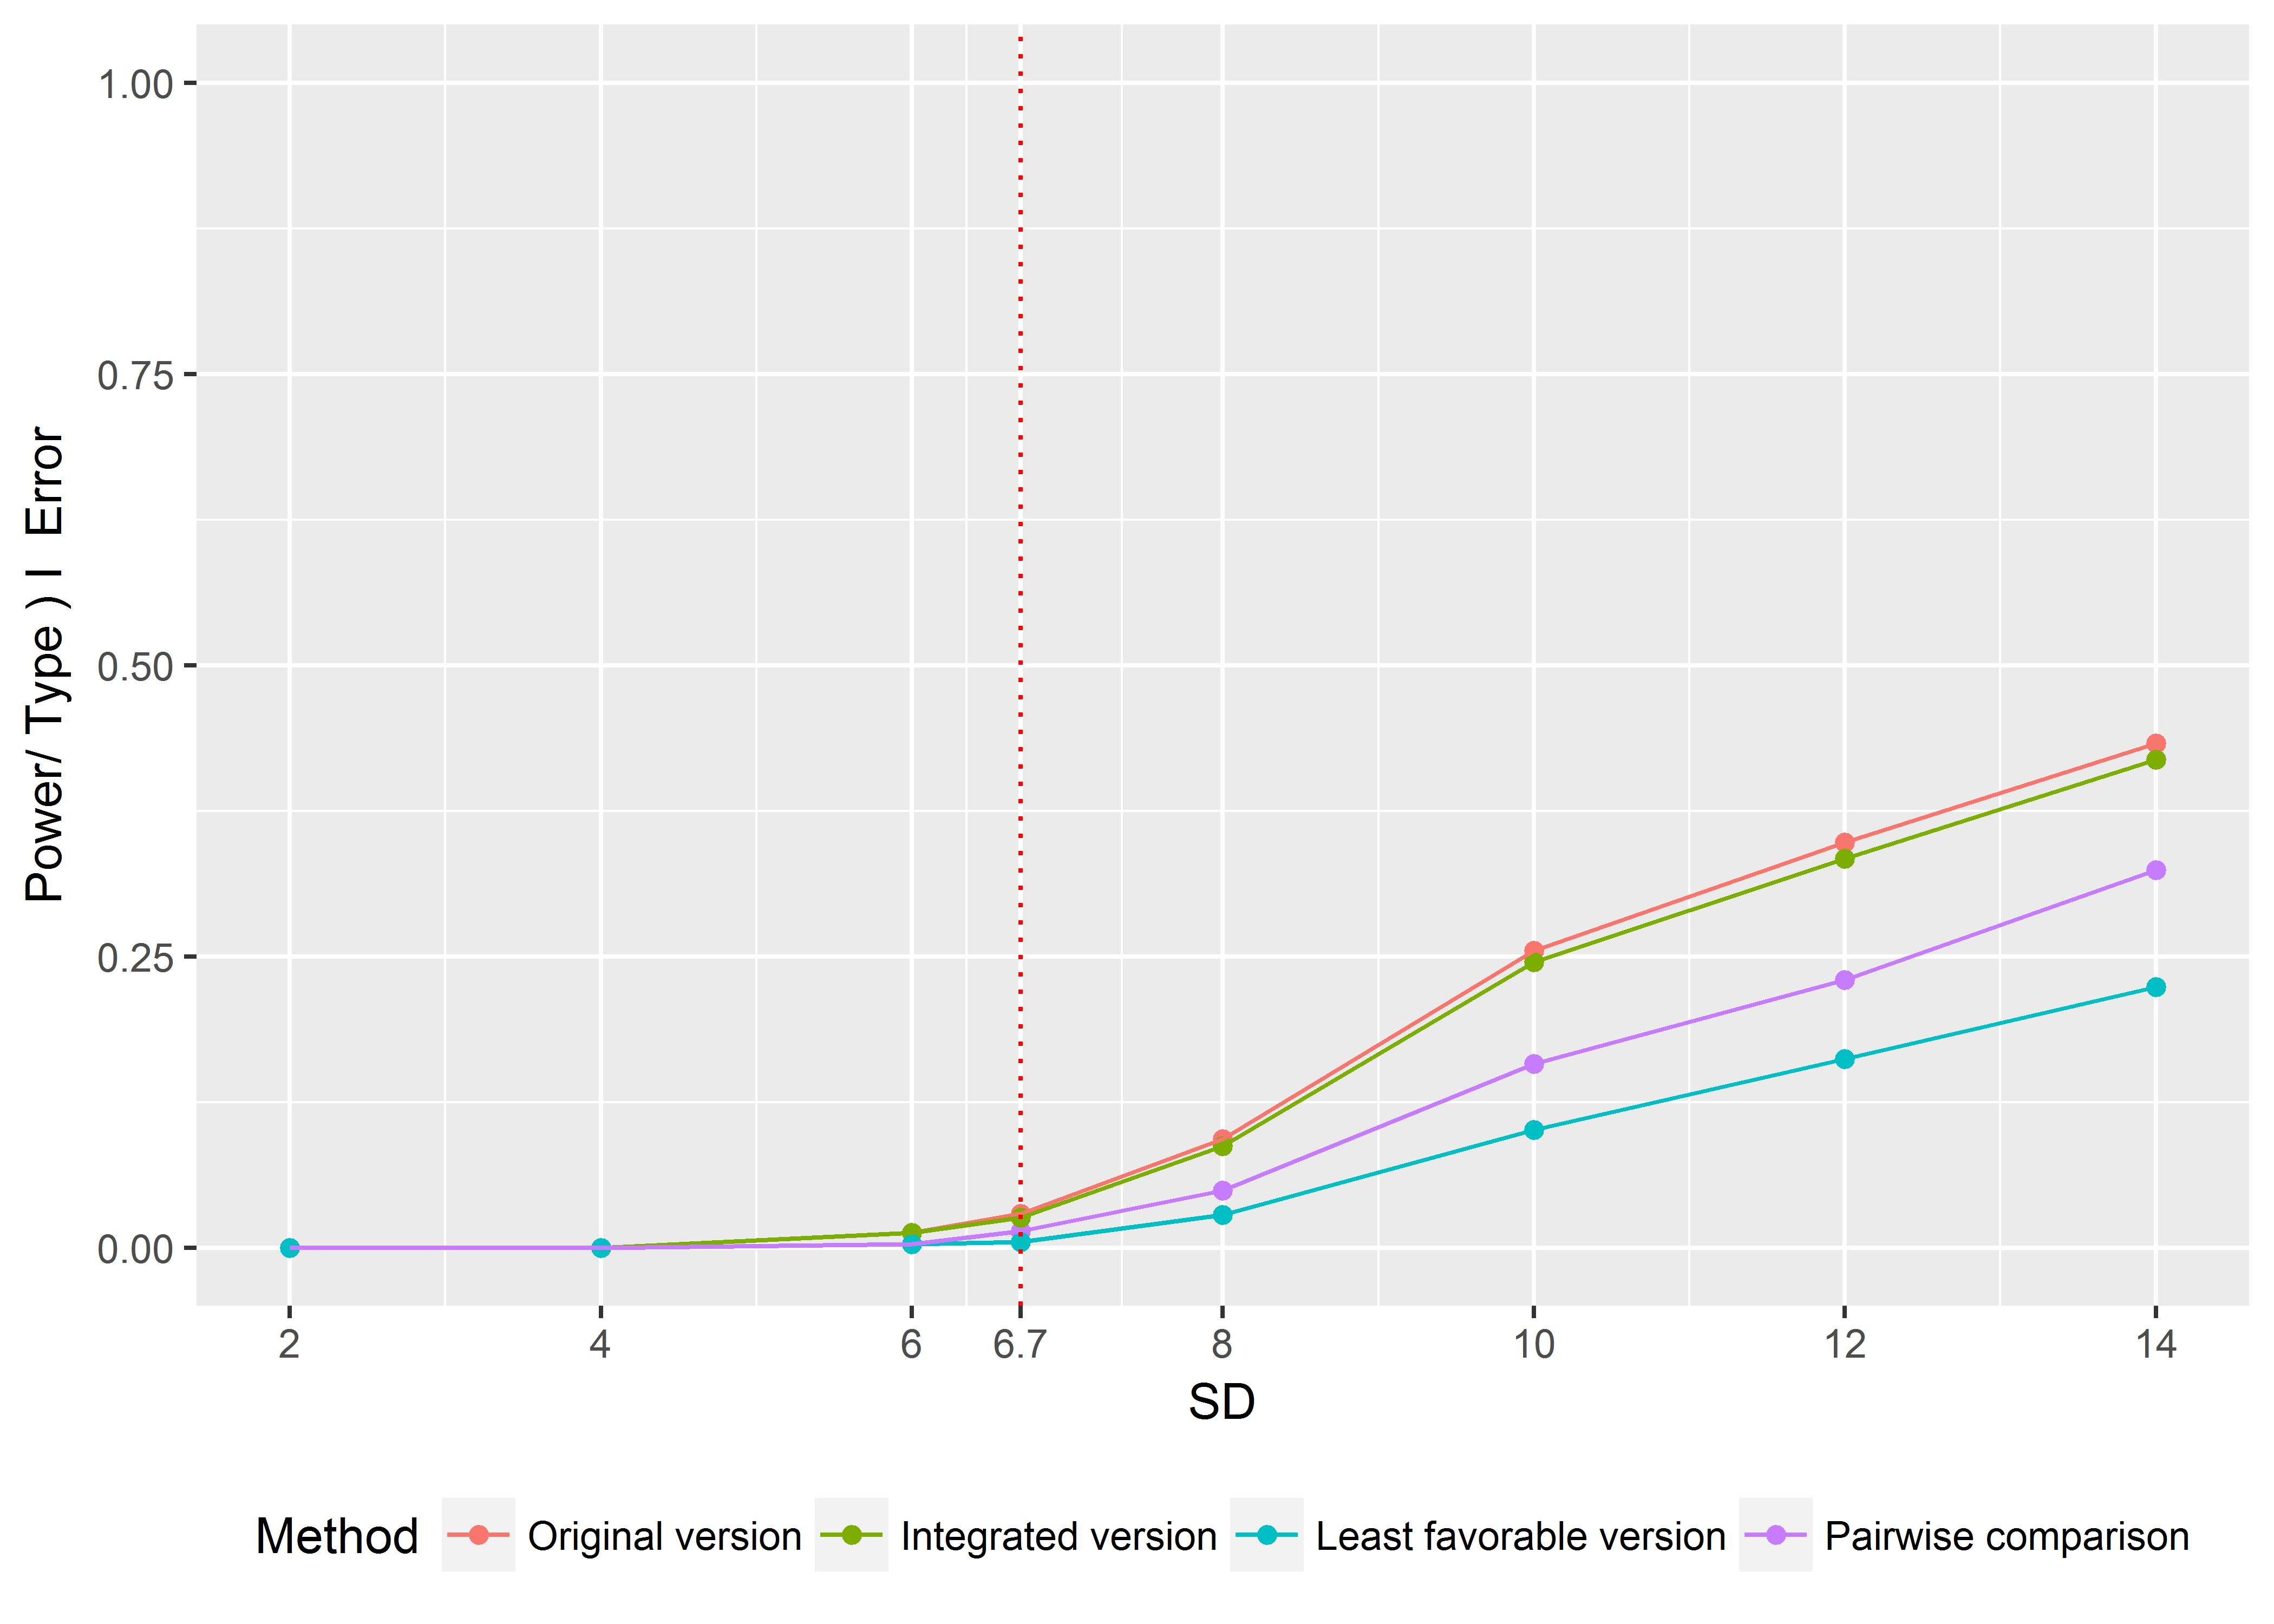 1.00
0.75
0.50
0.25
0.00
Power/ Type ) I Error
2 4 6 6.7 8 10 12 14
SD
Method Original version Integrated version Least favorable version Pairwise comparison